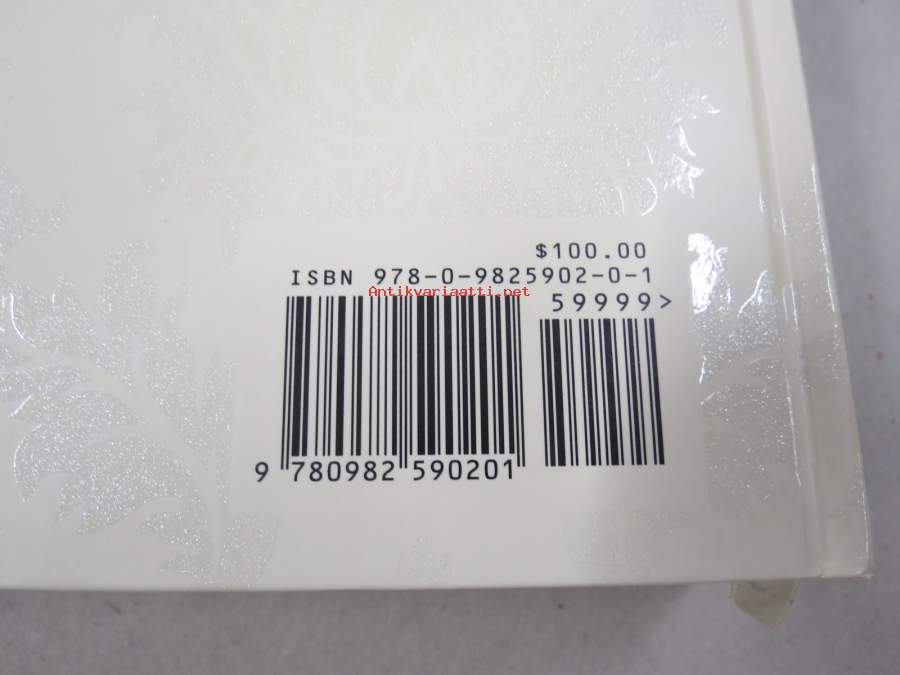 $100.00
ISBN 978-0-9825902-0-1
Antikvariaatti.net
59999>
9 780982 590201